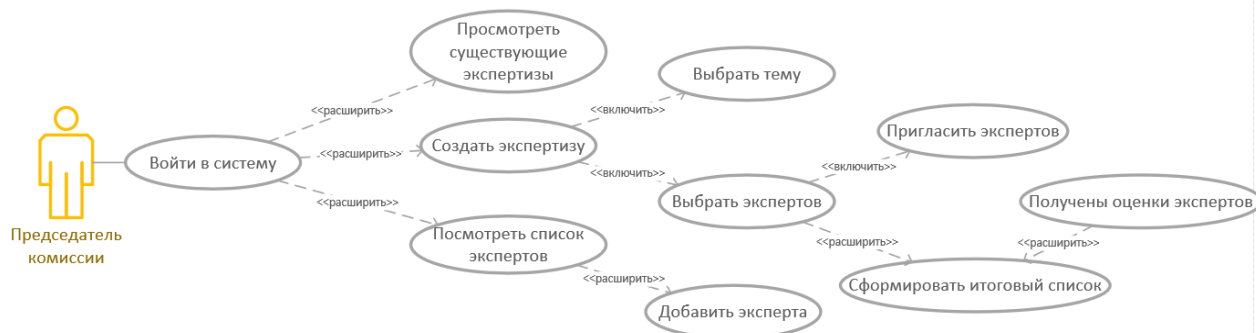 Просмотреть
существующие
экспертизы
Выбрать тему
<<расширить>>
<<включить>>
Пригласить экспертов
Войти в систему
<<расширить>>
Создать экспертизу
<<включить>>
<<включить>>
Выбрать экспертов
Получены оценки экспертов
<<расширить>>
Председатель
комиссии
Посмотреть список
экспертов
<<расширить>>
<<расширить>>
<<расширить>>
Сформировать итоговый список
Добавить эксперта